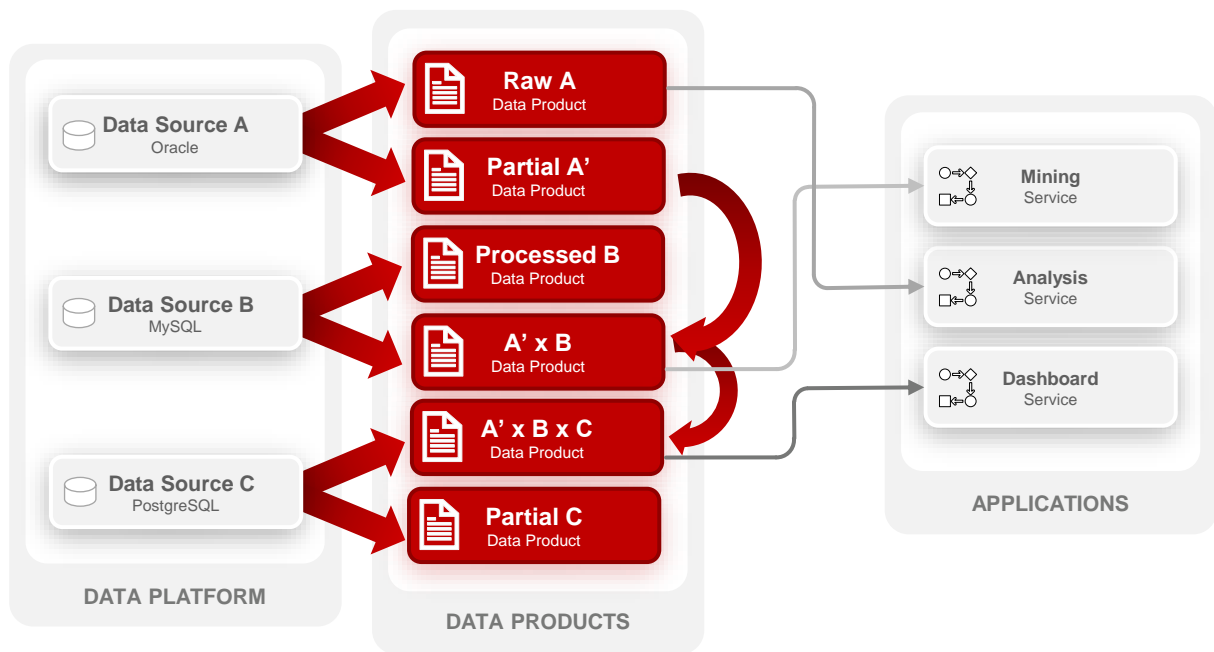 Data Source A
Oracle
Data Source B
MySQL
Data Source C
PostgreSQL
DATA PLATFORM
Raw A
Data Product
Partial A’
Data Product
Processed B
Data Product
A’ x B
Data Product
A’ x B x C
Data Product
Partial C
Data Product
DATA PRODUCTS
Mining
Service
Analysis
Service
Dashboard
Service
APPLICATIONS